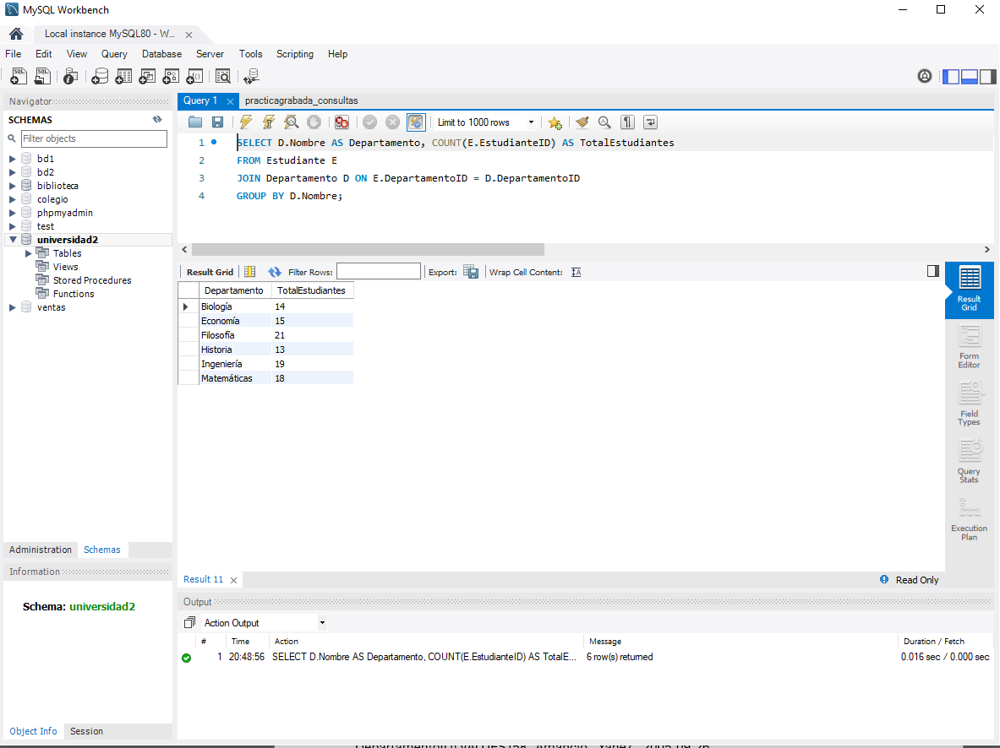 MySQL Workbench
Local instance MySQL80 - W...
File Edit View Query Database Server Tools Scripting Help
Navigator
SCHEMAS
Filter objects
bd1
bd2
biblioteca
colegio
phpmyadmin
test
universidad2
Tables
Views
Stored Procedures
Functions
ventas
Administration Schemas
Information
Schema: universidad2
Object Info Session
Query 1 practicagrabada_consultas
Limit to 1000 rows
1 SELECT D.Nombre AS Departamento, COUNT(E.EstudianteID) AS TotalEstudiantes
2 FROM Estudiante E
3 JOIN Departamento D ON E.DepartamentoID = D.DepartamentoID
4 GROUP BY D.Nombre;
Result Grid Filter Rows: Export: Wrap Cell Content:
Departamento TotalEstudiantes
Biología 14
Economía 15
Filosofía 21
Historia 13
Ingeniería 19
Matemáticas 18
Result Grid
Form Editor
Field Types
Query Stats
Execution Plan
Result 11 Read Only
Output
Action Output
# Time Action Message Duration / Fetch
1 20:48:56 SELECT D.Nombre AS Departamento, COUNT(E.EstudianteID) AS TotalE... 6 row(s) returned 0.016 sec / 0.000 sec